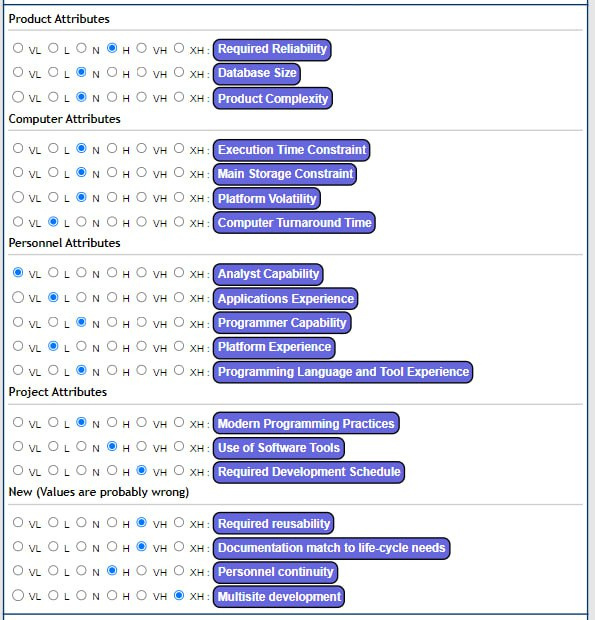 Product Attributes
VL L N H VH XH : Required Reliability
VL L N H VH XH : Database Size
VL L N H VH XH : Product Complexity
Computer Attributes
VL L N H VH XH : Execution Time Constraint
VL L N H VH XH : Main Storage Constraint
VL L N H VH XH : Platform Volatility
VL L N H VH XH : Computer Turnaround Time
Personnel Attributes
VL L N H VH XH : Analyst Capability
VL L N H VH XH : Applications Experience
VL L N H VH XH : Programmer Capability
VL L N H VH XH : Platform Experience
VL L N H VH XH : Programming Language and Tool Experience
Project Attributes
VL L N H VH XH : Modern Programming Practices
VL L N H VH XH : Use of Software Tools
VL L N H VH XH : Required Development Schedule
New (Values are probably wrong)
VL L N H VH XH : Required reusability
VL L N H VH XH : Documentation match to life-cycle needs
VL L N H VH XH : Personnel continuity
VL L N H VH XH : Multisite development